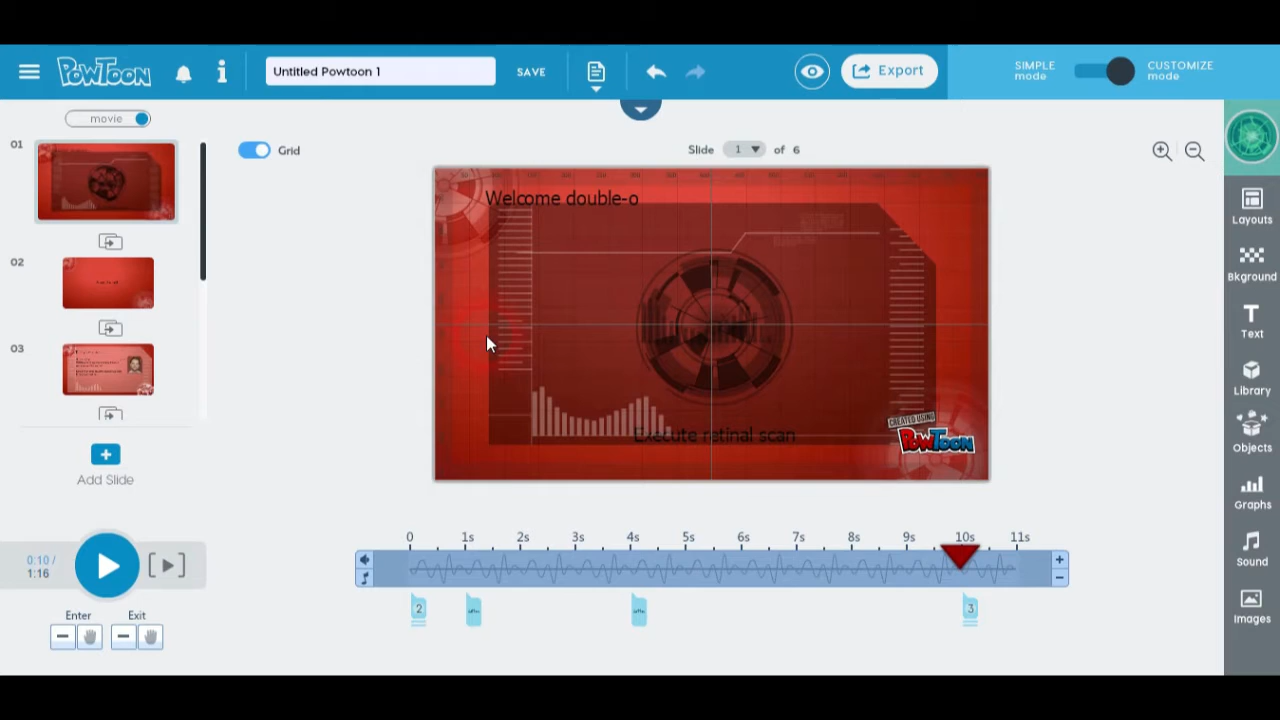 POWTOON
i
Untitled Powtoon 1
SAVE
Export
SIMPLE
mode
CUSTOMIZE
mode
movie
01
02
03
Add Slide
0:10 /
1:16
Enter
Exit
Grid
Slide 1 of 6
Welcome double-o
Execute retinal scan
CREATED USING
POWTOON
0 1s 2s 3s 4s 5s 6s 7s 8s 9s 10s 11s
2
3
Layouts
Bkground
Text
Library
Objects
Graphs
Sound
Images